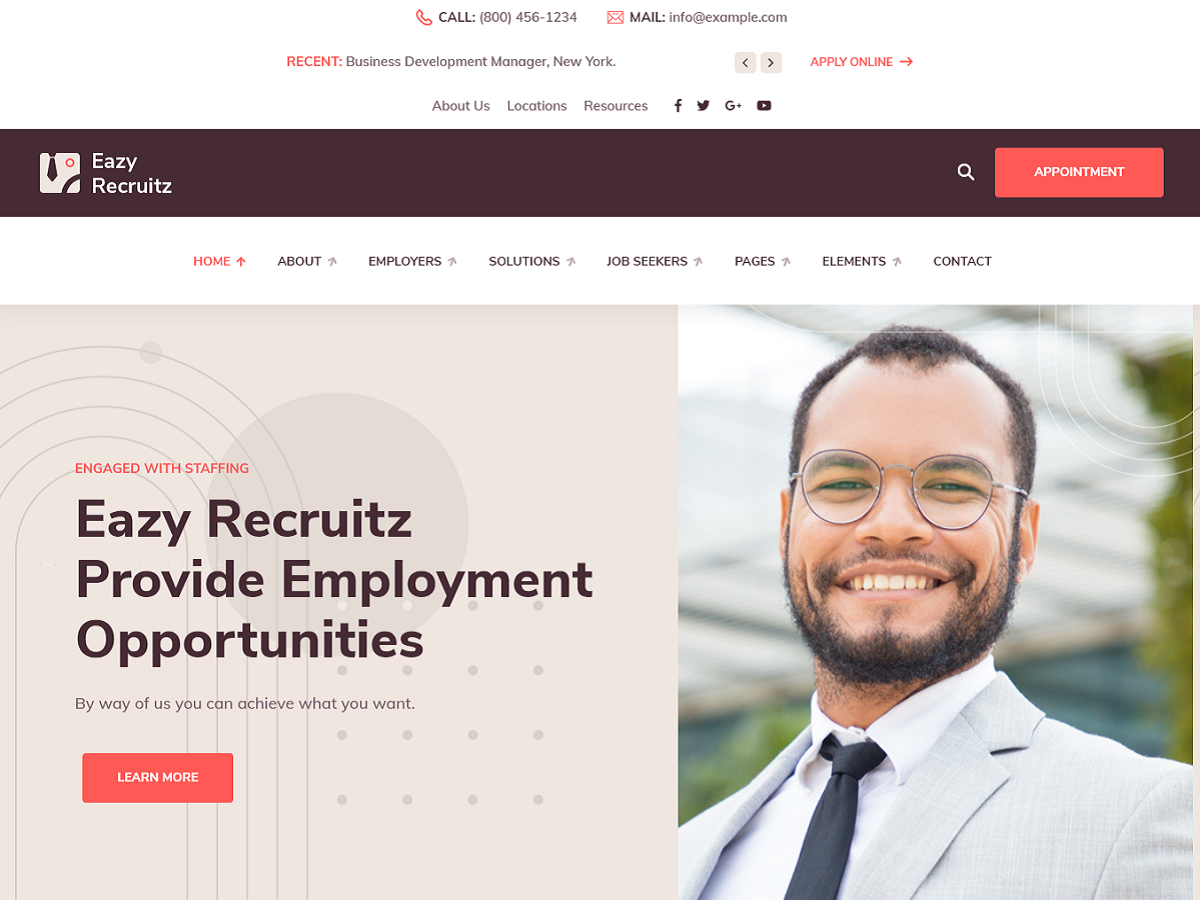 CALL: (800) 456-1234 MAIL: info@example.com
RECENT: Business Development Manager, New York. APPLY ONLINE
About Us Locations Resources
Eazy
Recruitz
APPOINTMENT
HOME ABOUT EMPLOYERS SOLUTIONS JOB SEEKERS PAGES ELEMENTS CONTACT
ENGAGED WITH STAFFING
Eazy Recruitz
Provide Employment
Opportunities
By way of us you can achieve what you want.
LEARN MORE